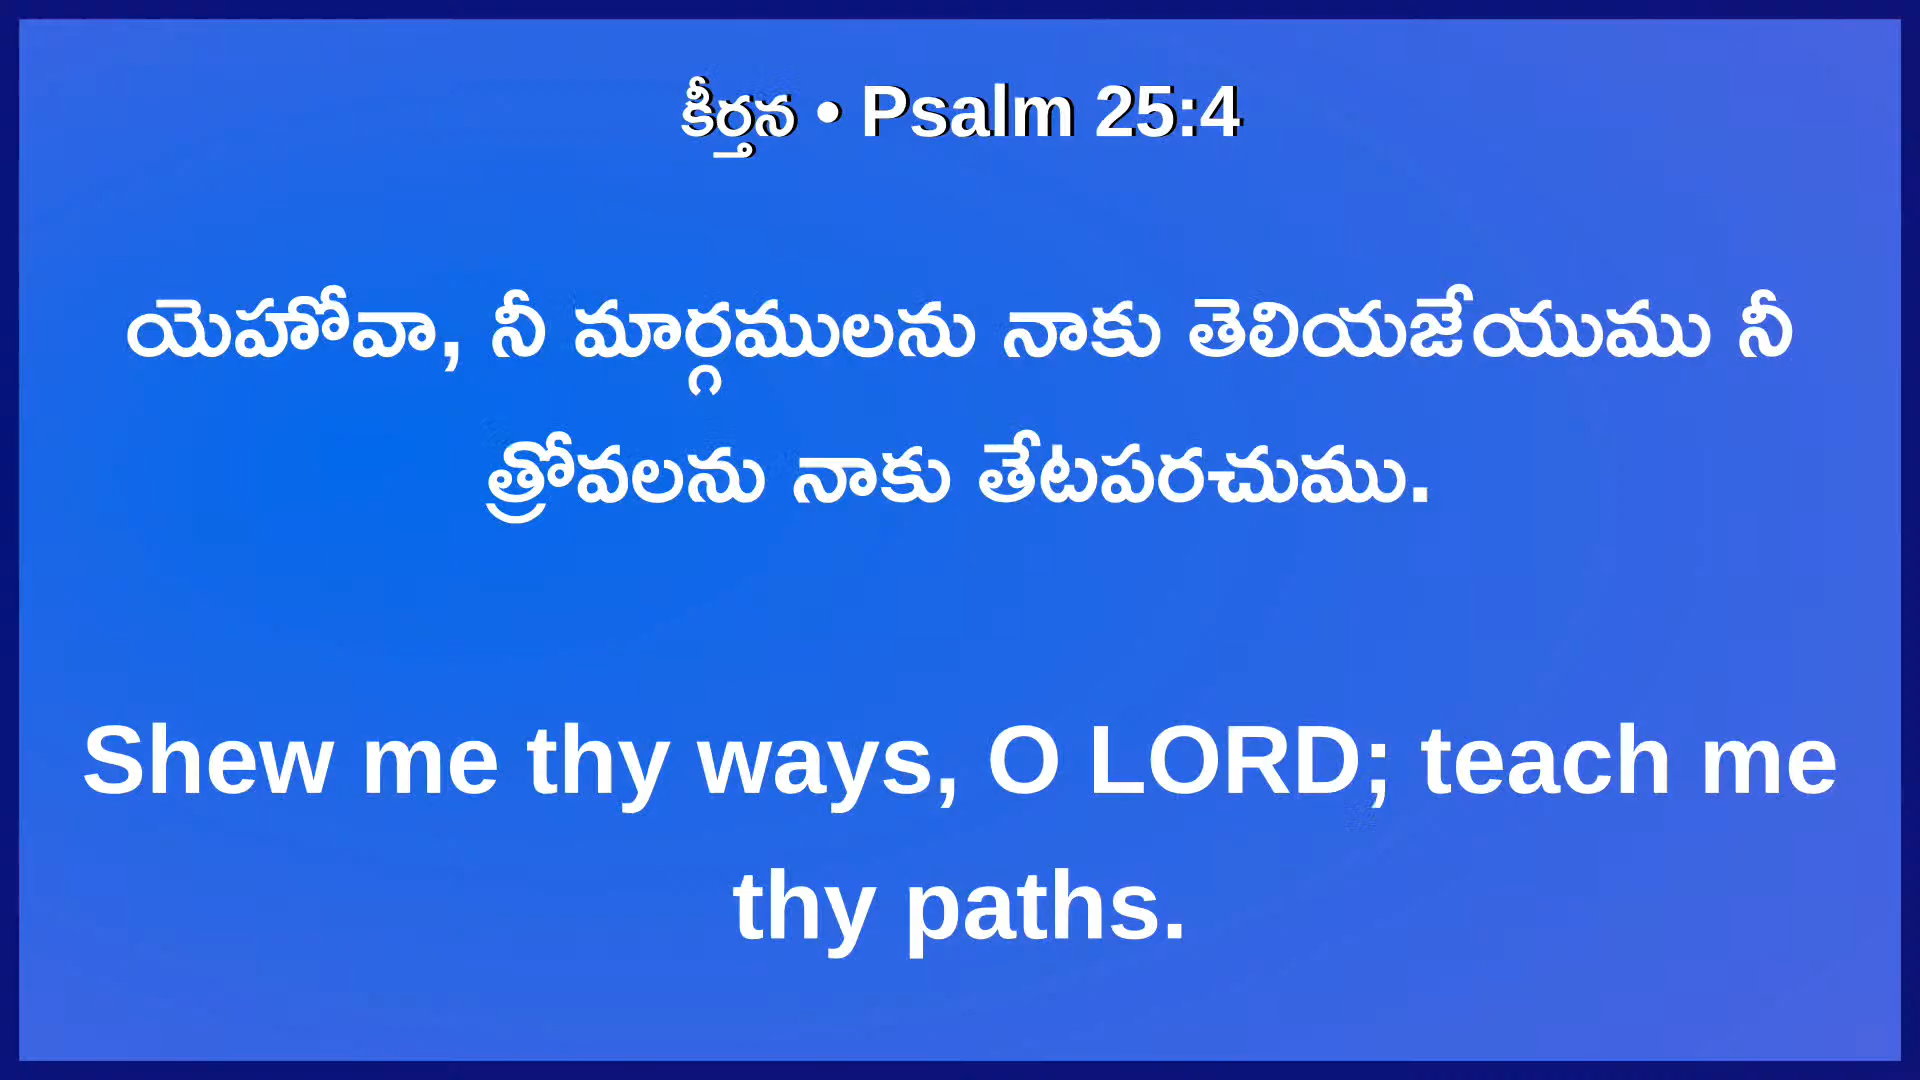 కీర్తన • Psalm 25:4
యెహోవా, నీ మార్గములను నాకు తెలియజేయుము నీ
త్రోవలను నాకు తేటపరచుము.
Shew me thy ways, O LORD; teach me
thy paths.